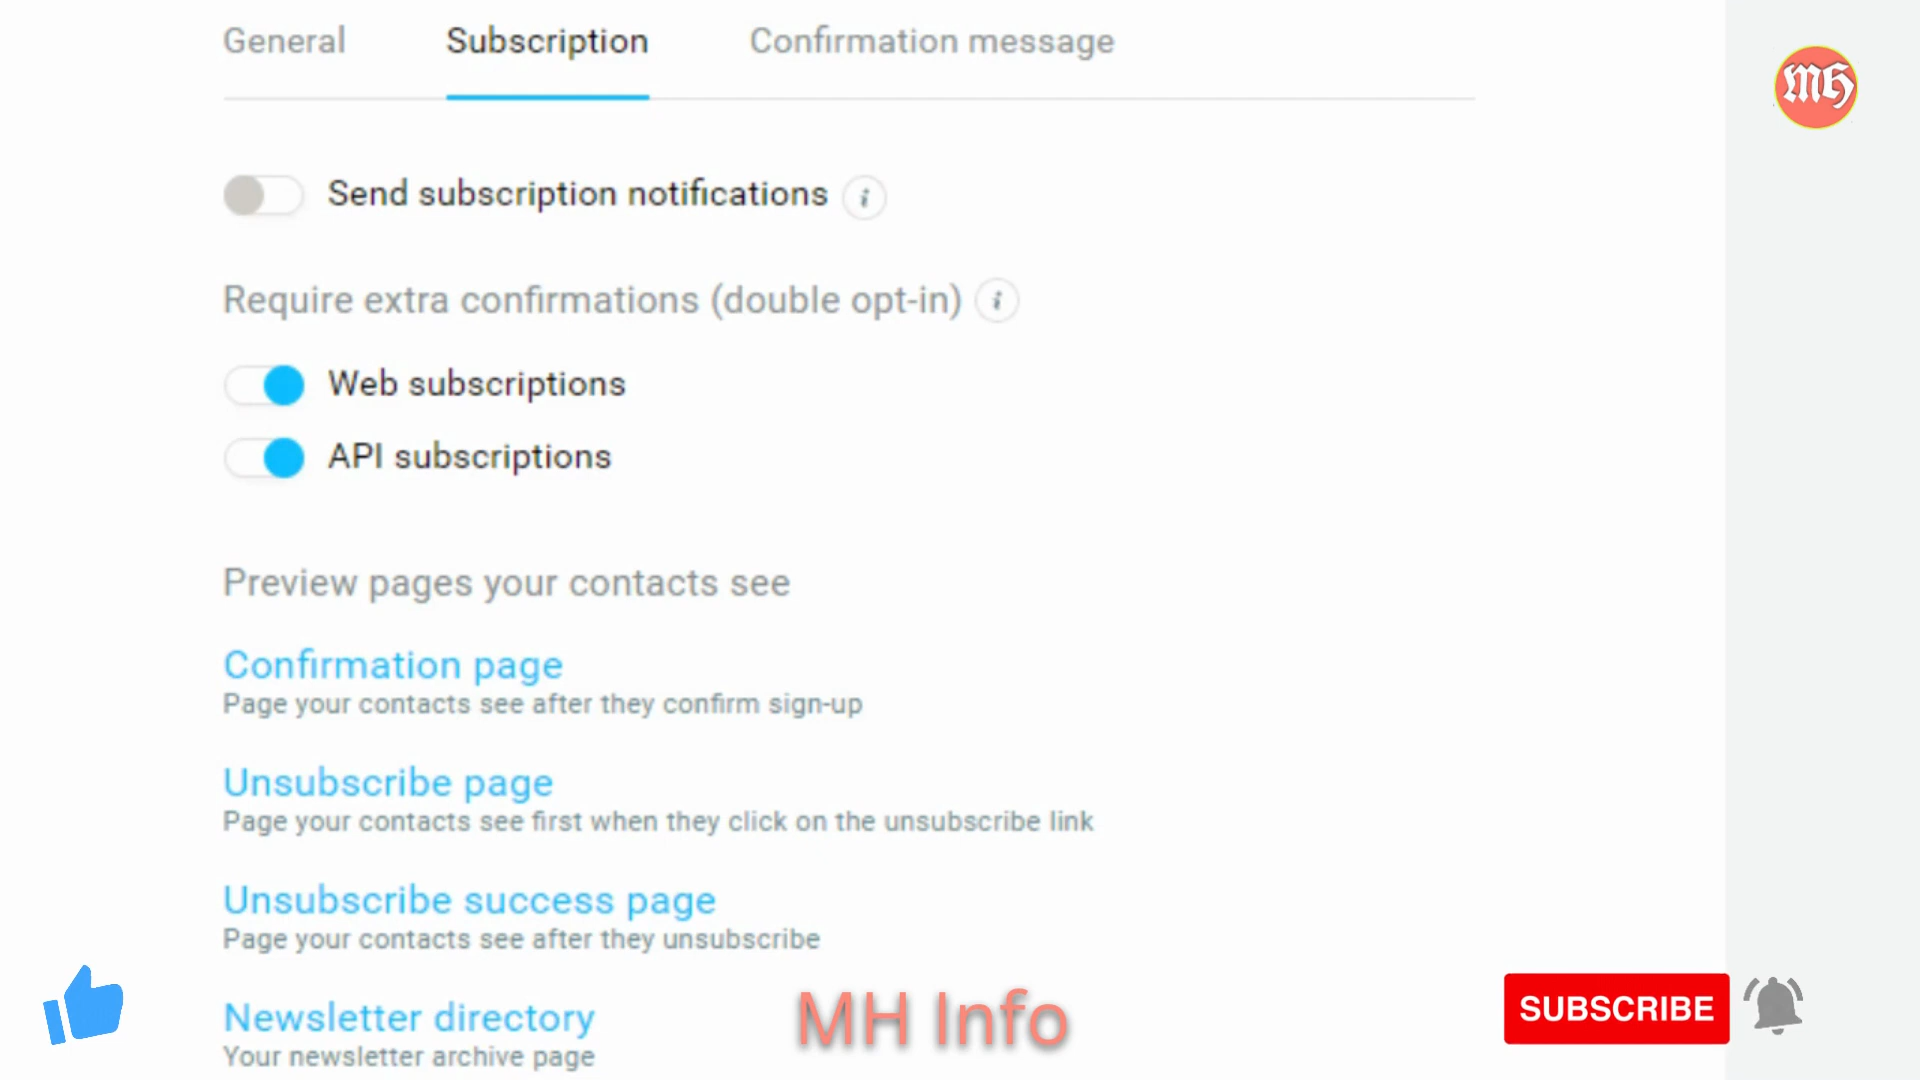 General Subscription Confirmation message
MH
Send subscription notifications i
Require extra confirmations (double opt-in) i
Web subscriptions
API subscriptions
Preview pages your contacts see
Confirmation page
Page your contacts see after they confirm sign-up
Unsubscribe page
Page your contacts see first when they click on the unsubscribe link
Unsubscribe success page
Page your contacts see after they unsubscribe
Newsletter directory
Your newsletter archive page
MH Info
SUBSCRIBE